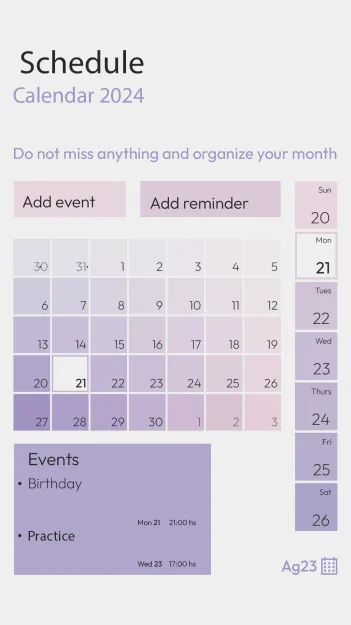 Schedule
Calendar 2024
Do not miss anything and organize your month
Add event
Add reminder
30 31 1 2 3 4 5
6 7 8 9 10 11 12
13 14 15 16 17 18 19
20 21 22 23 24 25 26
27 28 29 30 1 2 3
Sun
20
Mon
21
Tues
22
Wed
23
Thurs
24
Fri
25
Sat
26
Events
• Birthday
Mon 21 21:00 hs
• Practice
Wed 23 17:00 hs
Ag23